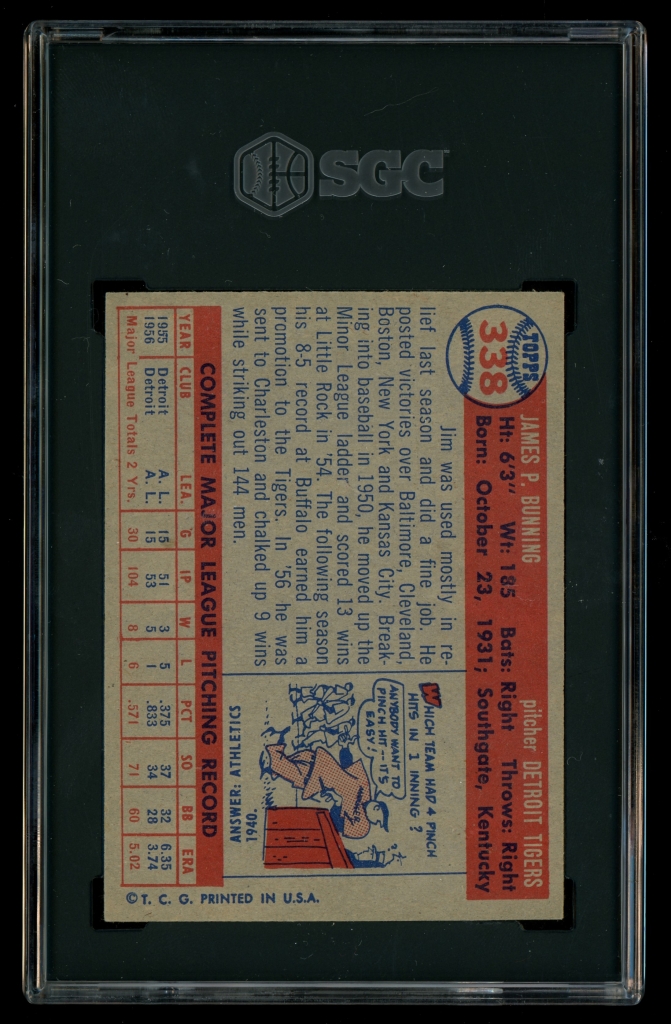 SGC
TOPPS
338
JAMES P. BUNNING
pitcher DETROIT TIGERS
Ht: 6'3" Wt: 185 Bats: Right Throws: Right
Born: October 23, 1931; Southgate, Kentucky
Jim was used mostly in re-
lief last season and did a fine job. He
posted victories over Baltimore, Cleveland,
Boston, New York and Kansas City. Break-
ing into baseball in 1950, he moved up the
Minor League ladder and scored 13 wins
at Little Rock in '54. The following season
his 8-5 record at Buffalo earned him a
promotion to the Tigers. In '56 he was
sent to Charleston and chalked up 9 wins
while striking out 144 men.
WHICH TEAM HAD 4 PINCH
HITS IN 1 INNING?
ANYBODY WANT TO
PINCH HIT--IT'S
EASY!
ANSWER: ATHLETICS
1940
COMPLETE MAJOR LEAGUE PITCHING RECORD
YEAR CLUB LEA. G IP W L PCT SO BB ERA
1955 Detroit A. L. 15 51 3 5 .375 37 32 6.35
1956 Detroit A. L. 15 53 5 1 .833 34 28 3.74
Major League Totals 2 Yrs. 30 104 8 6 .571 71 60 5.02
© T. C. G. PRINTED IN U.S.A.